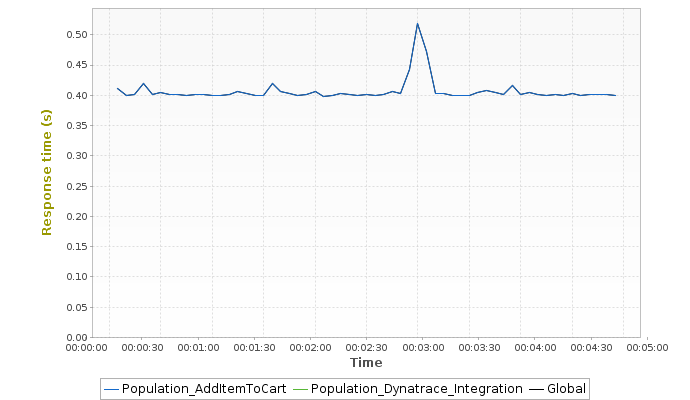 0.50
0.45
0.40
0.35
0.30
0.25
0.20
0.15
0.10
0.05
0.00
Response time (s)
00:00:00 00:00:30 00:01:00 00:01:30 00:02:00 00:02:30 00:03:00 00:03:30 00:04:00 00:04:30 00:05:00
Time
Population_AddItemToCart Population_Dynatrace_Integration Global